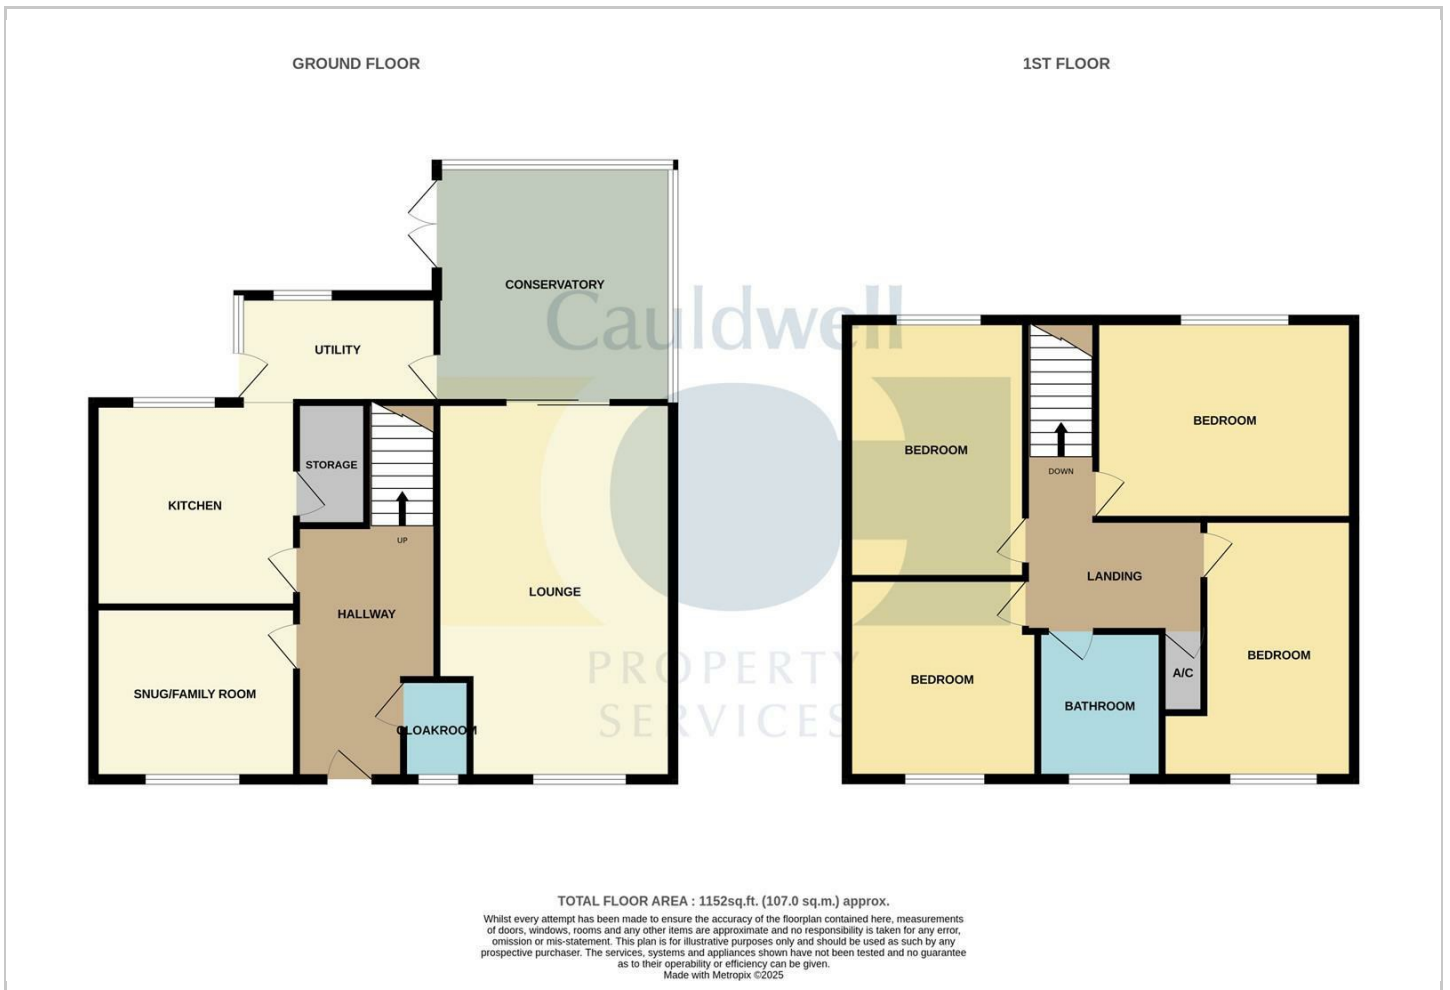 GROUND FLOOR
1ST FLOOR
CONSERVATORY
UTILITY
STORAGE
KITCHEN
UP
LOUNGE
HALLWAY
SNUG/FAMILY ROOM
CLOAKROOM
BEDROOM
BEDROOM
DOWN
LANDING
BEDROOM
BEDROOM
A/C
BATHROOM
Cauldwell
PROPERTY
SERVICES
TOTAL FLOOR AREA : 1152sq.ft. (107.0 sq.m.) approx.
Whilst every attempt has been made to ensure the accuracy of the floorplan contained here, measurements
of doors, windows, rooms and any other items are approximate and no responsibility is taken for any error,
omission or mis-statement. This plan is for illustrative purposes only and should be used as such by any
prospective purchaser. The services, systems and appliances shown have not been tested and no guarantee
as to their operability or efficiency can be given.
Made with Metropix ©2025